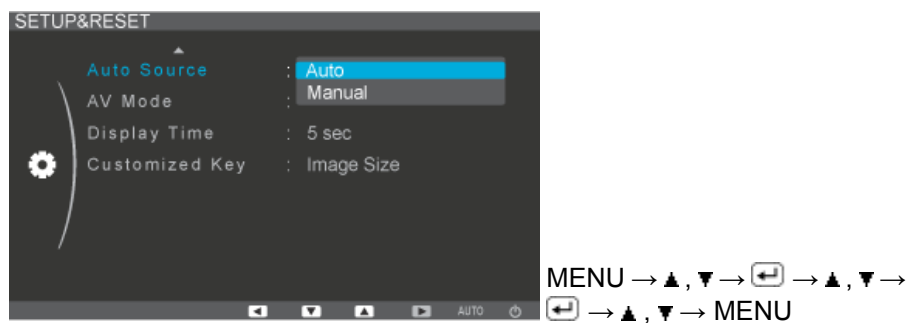 SETUP&RESET
Auto Source : Auto
Manual
AV Mode :
Display Time : 5 sec
Customized Key : Image Size
AUTO
MENU → ▲ , ▼ → ↵ → ▲ , ▼ →
↵ → ▲ , ▼ → MENU